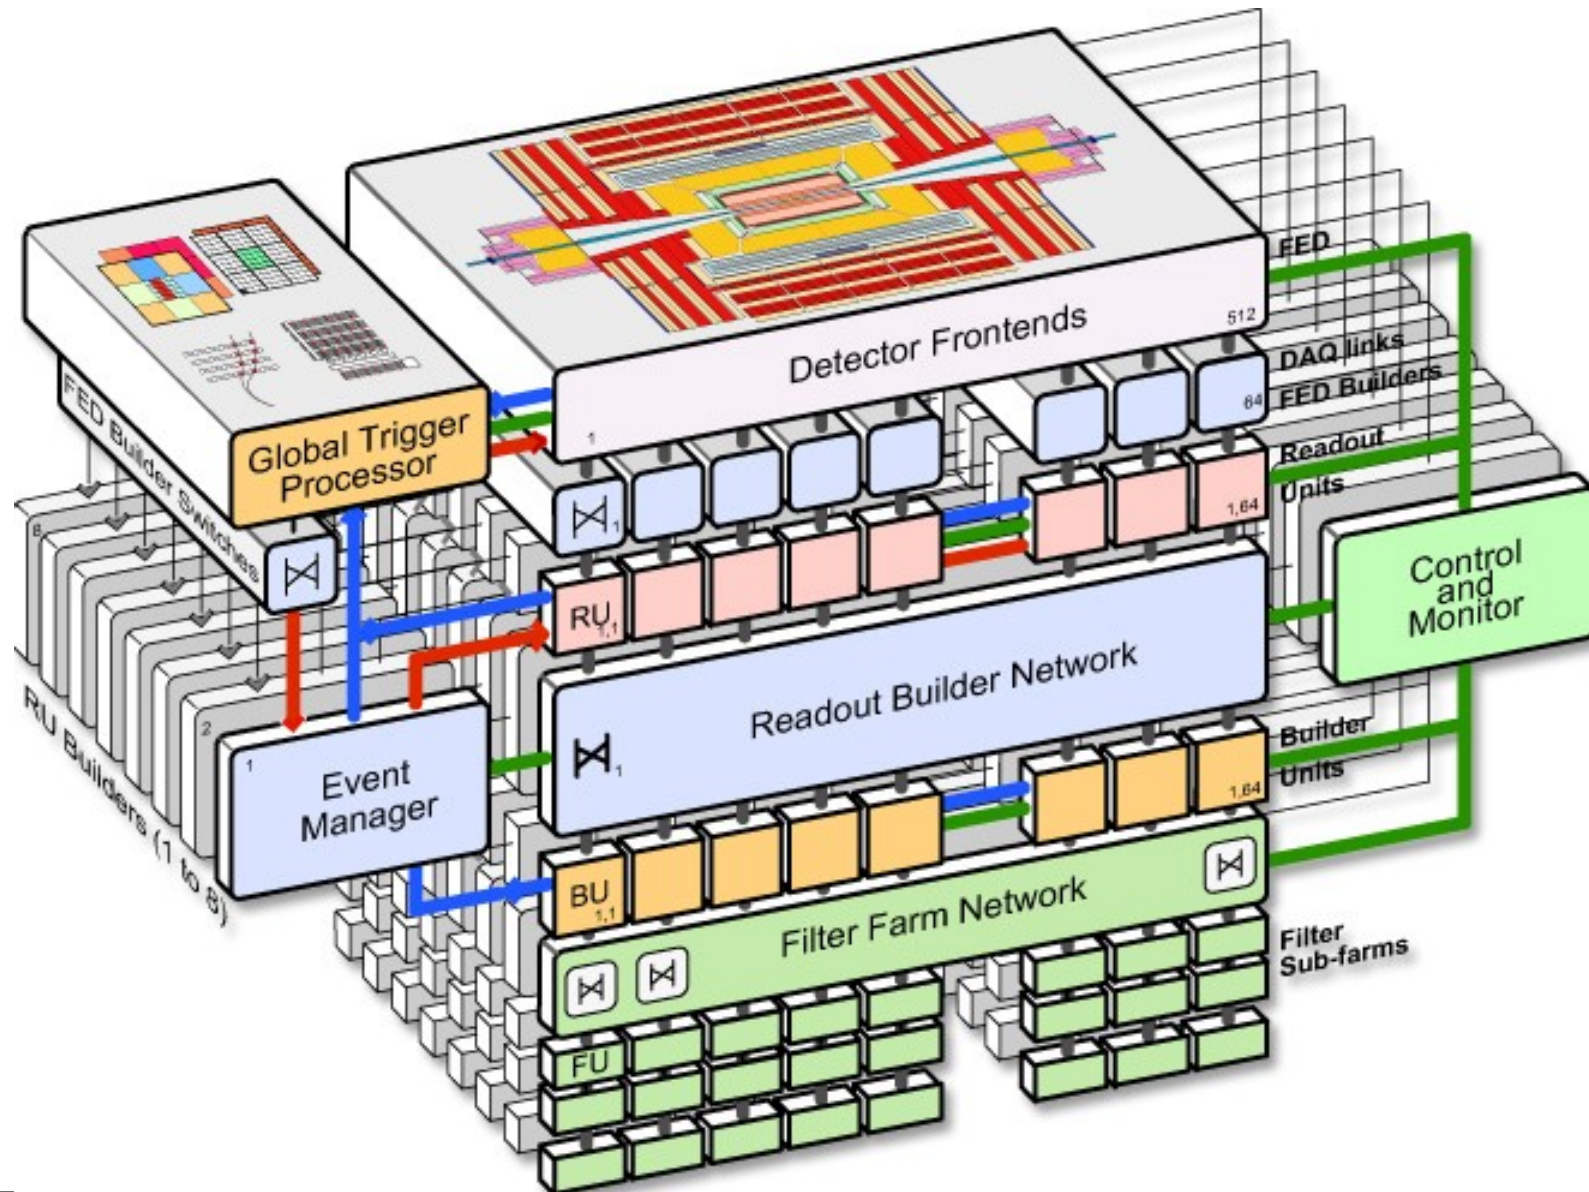 FED
512
Detector Frontends
1
DAQ links
FED Builders
64
FED Builder Switches
Global Trigger
Processor
Readout
Units
1
1,64
8
RU
1,1
Control
and
Monitor
Readout Builder Network
1
RU Builders (1 to 8)
2
1
Event
Manager
Builder
Units
1,64
BU
1,1
Filter Farm Network
Filter
Sub-farms
FU